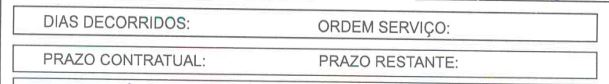 DIAS DECORRIDOS: ORDEM SERVIÇO:
PRAZO CONTRATUAL: PRAZO RESTANTE: